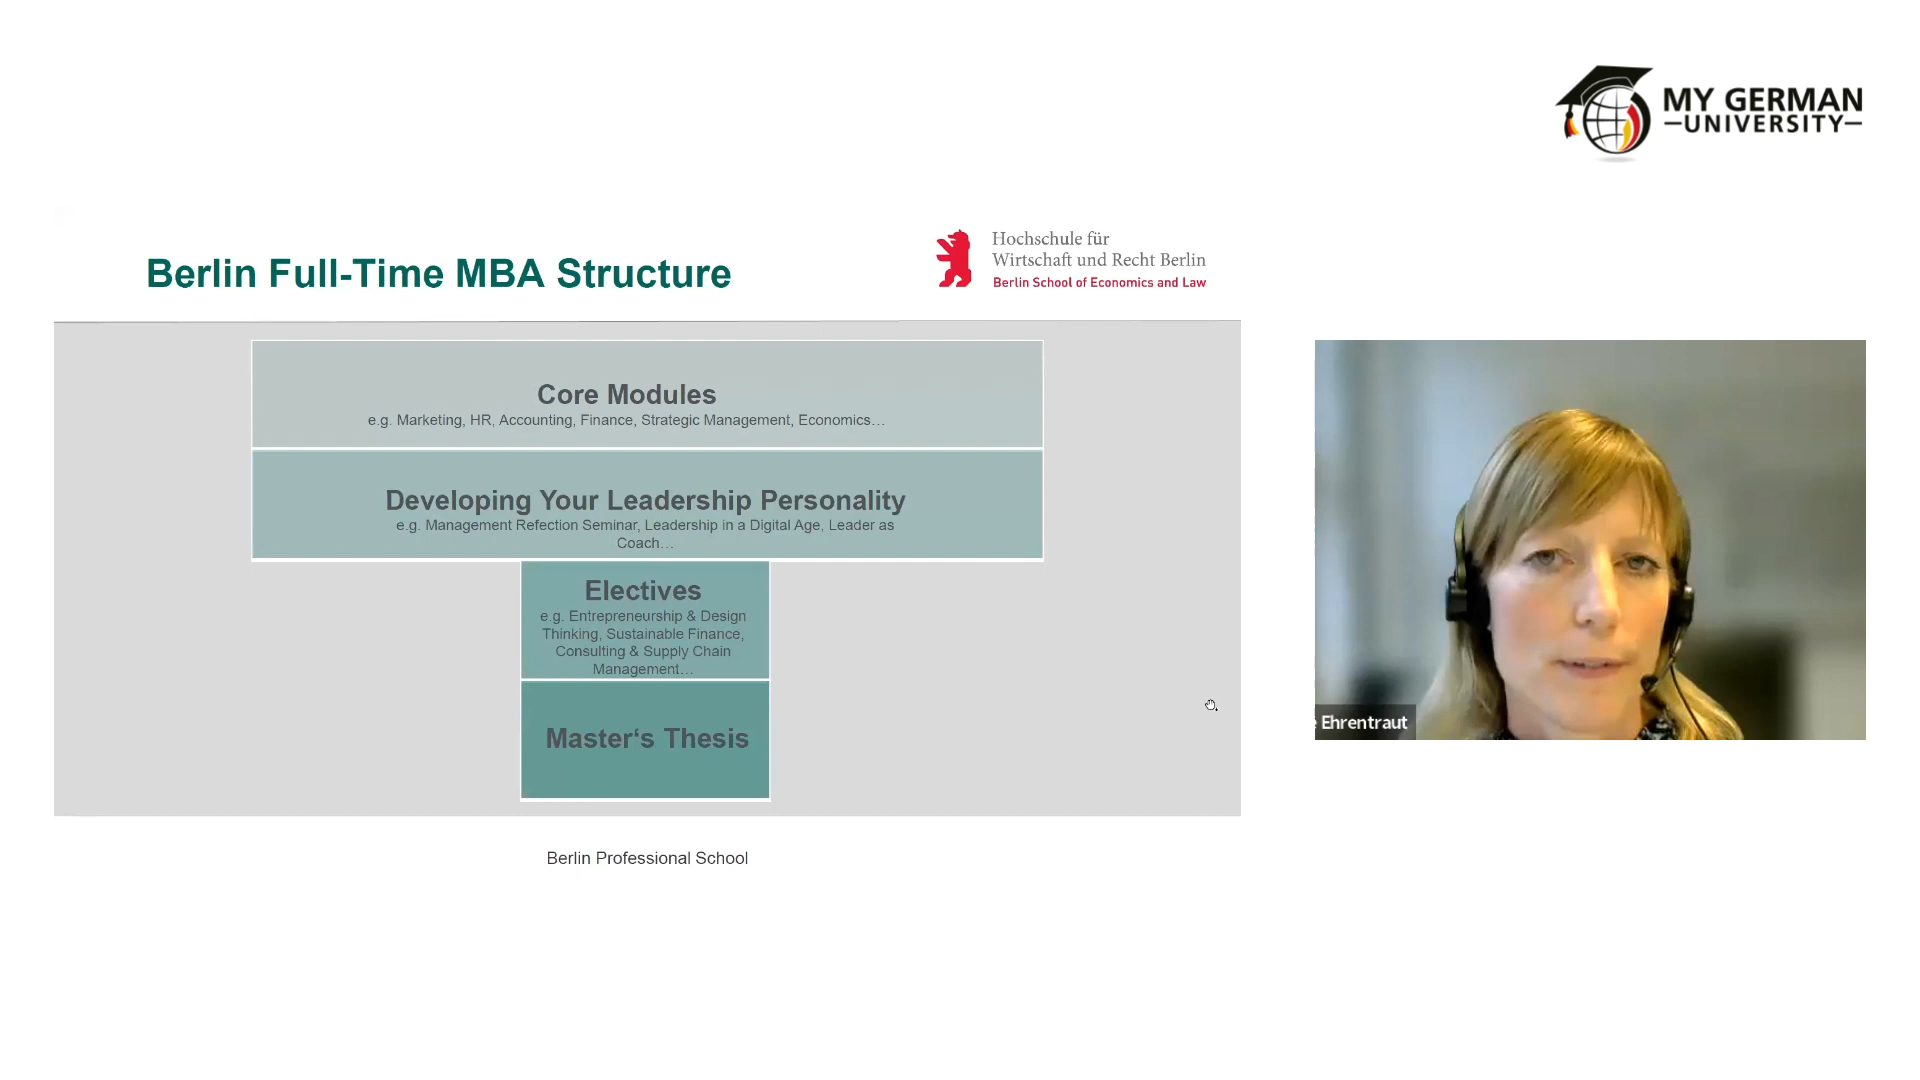 MY GERMAN
UNIVERSITY
Berlin Full-Time MBA Structure
Hochschule für
Wirtschaft und Recht Berlin
Berlin School of Economics and Law
Core Modules
e.g. Marketing, HR, Accounting, Finance, Strategic Management, Economics…
Developing Your Leadership Personality
e.g. Management Refection Seminar, Leadership in a Digital Age, Leader as
Coach…
Electives
e.g. Entrepreneurship & Design
Thinking, Sustainable Finance,
Consulting & Supply Chain
Management…
Master‘s Thesis
Ehrentraut
Berlin Professional School